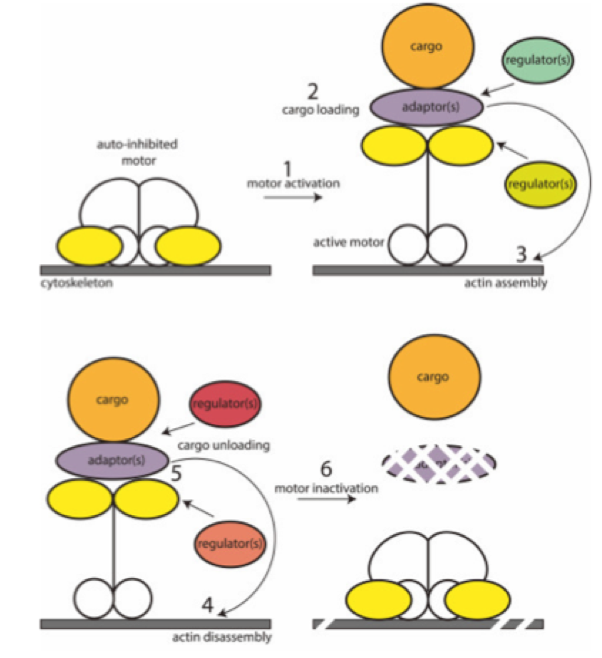 cargo
regulator(s)
2
cargo loading
adaptor(s)
auto-inhibited
motor
1
motor activation
regulator(s)
active motor
3
cytoskeleton
actin assembly
cargo
cargo
regulator(s)
cargo unloading
adaptor(s)
5
6
motor inactivation
regulator(s)
4
actin disassembly